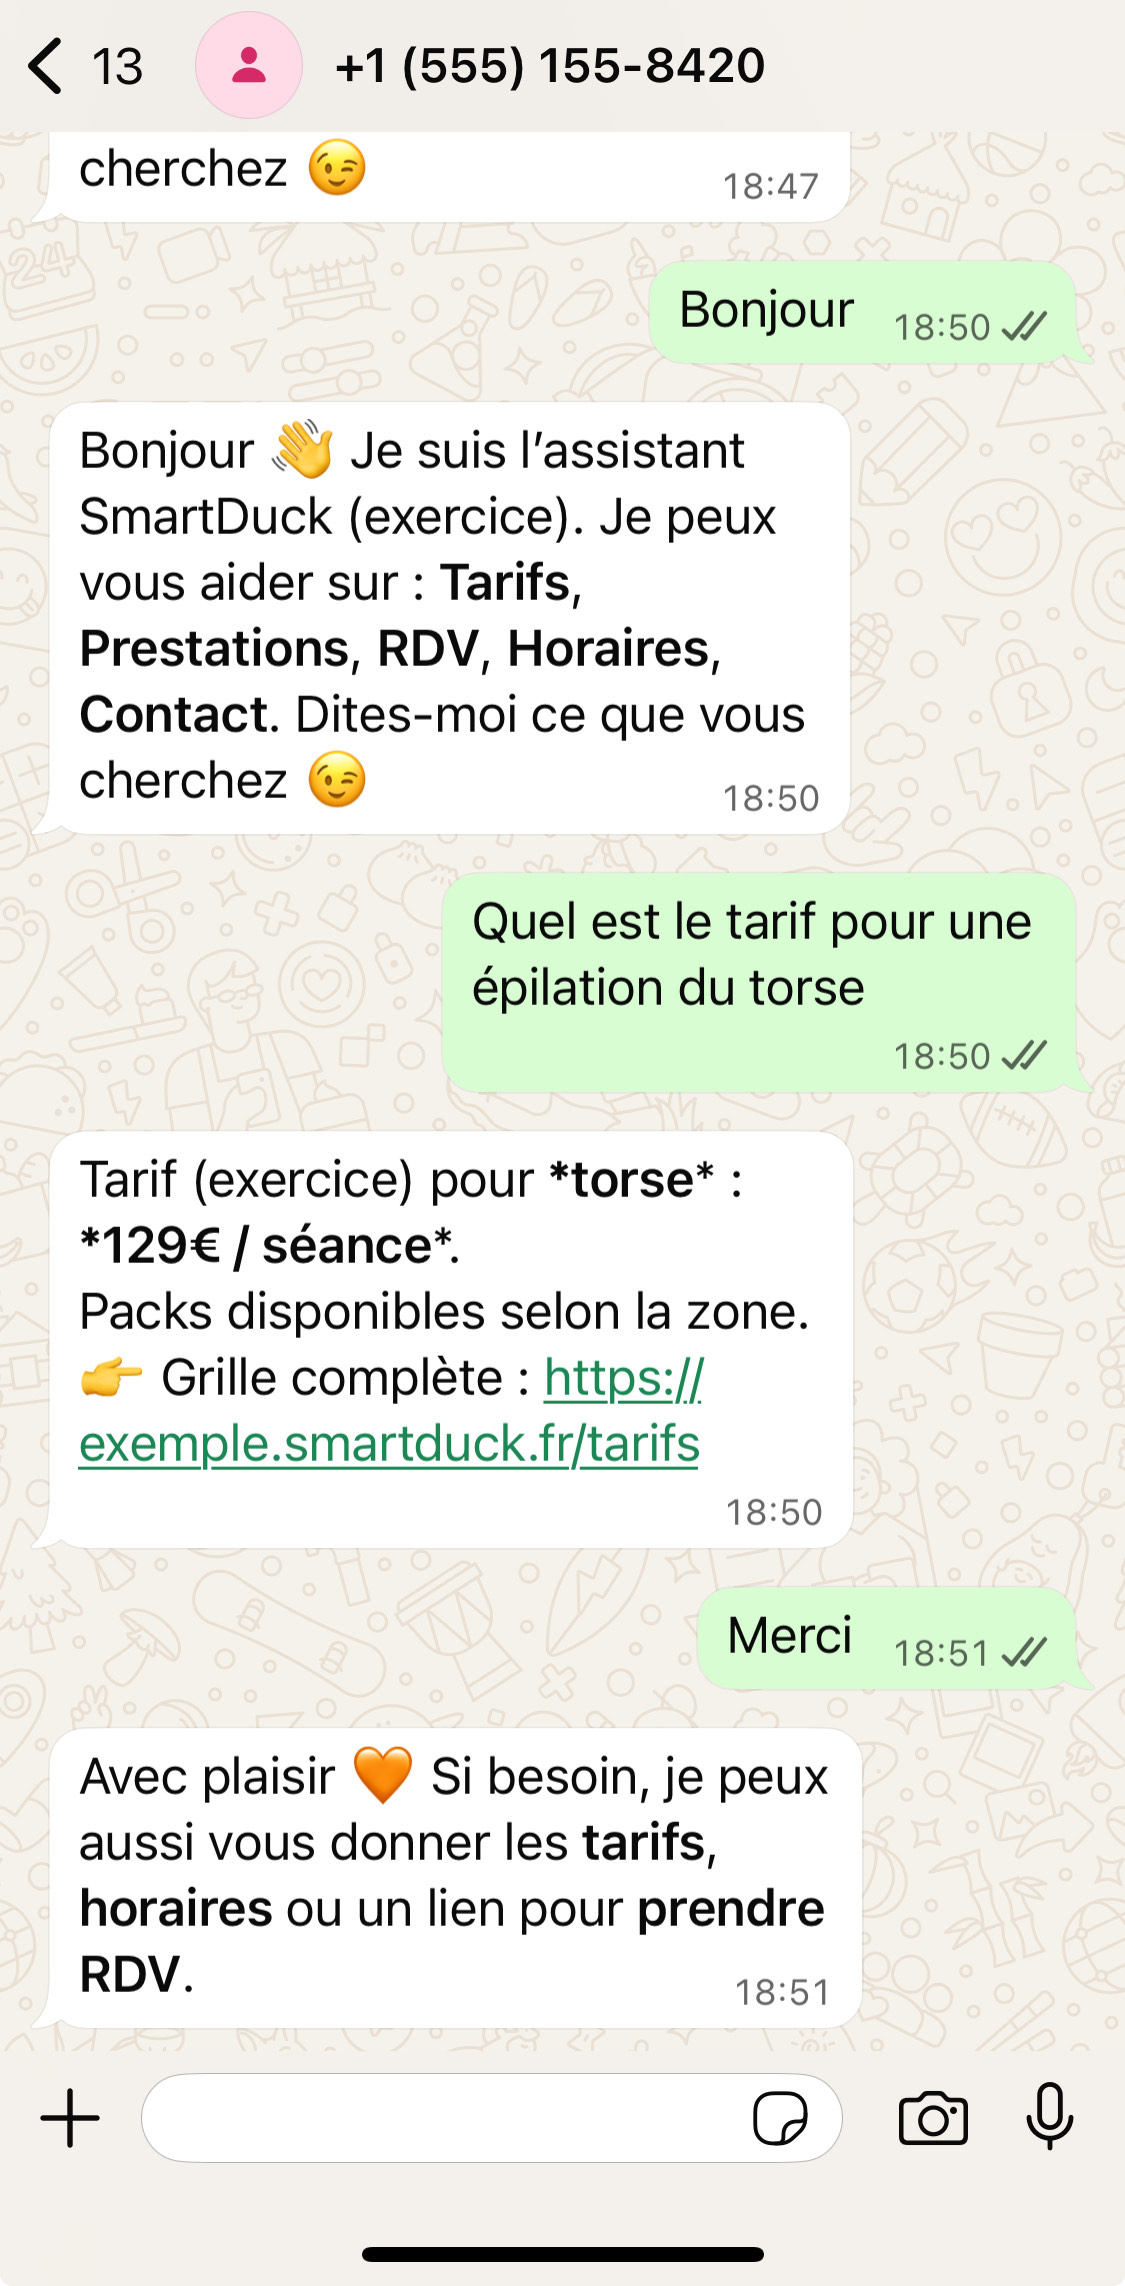 13
+1 (555) 155-8420
cherchez 😉
18:47
Bonjour
18:50
Bonjour 👋 Je suis l'assistant
SmartDuck (exercice). Je peux
vous aider sur : Tarifs,
Prestations, RDV, Horaires,
Contact. Dites-moi ce que vous
cherchez 😉
18:50
Quel est le tarif pour une
épilation du torse
18:50
Tarif (exercice) pour *torse* :
*129€ / séance*.
Packs disponibles selon la zone.
👉 Grille complète : https://
exemple.smartduck.fr/tarifs
18:50
Merci
18:51
Avec plaisir 🧡 Si besoin, je peux
aussi vous donner les tarifs,
horaires ou un lien pour prendre
RDV.
18:51